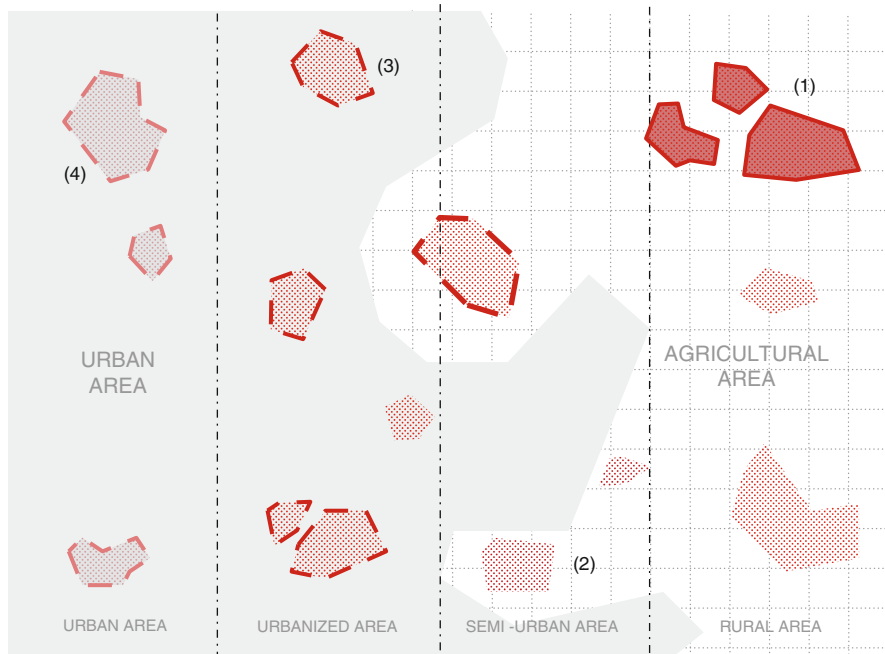 (3)
(1)
(4)
URBAN
AREA
AGRICULTURAL
AREA
(2)
URBAN AREA
URBANIZED AREA
SEMI -URBAN AREA
RURAL AREA